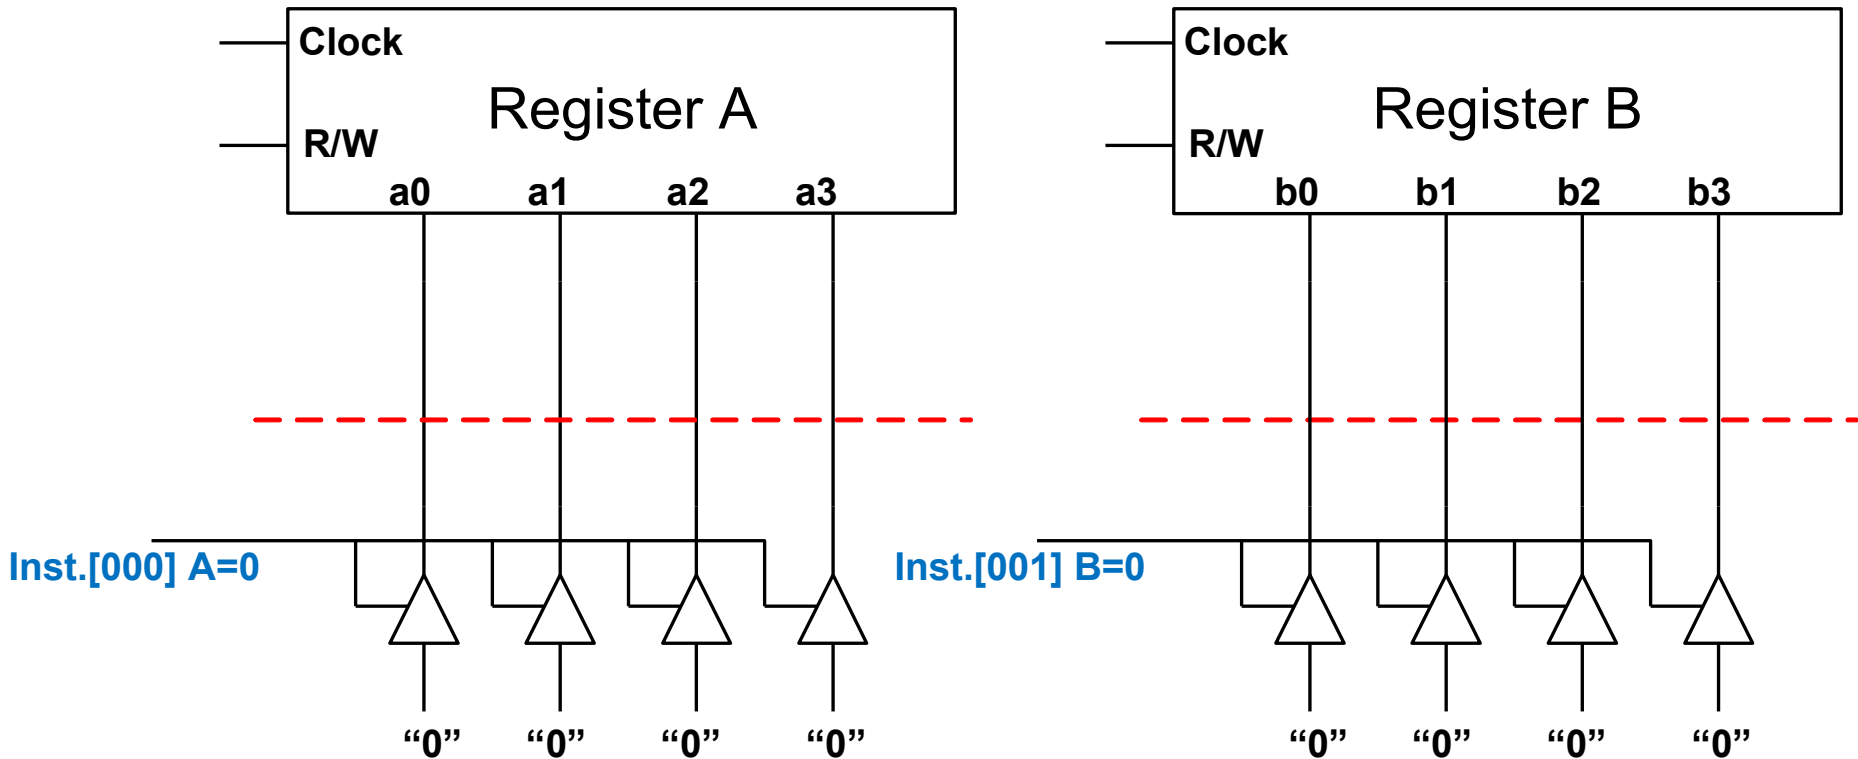 Clock
Register A
R/W
a0 a1 a2 a3
Inst.[000] A=0
“0” “0” “0” “0”
Clock
Register B
R/W
b0 b1 b2 b3
Inst.[001] B=0
“0” “0” “0” “0”